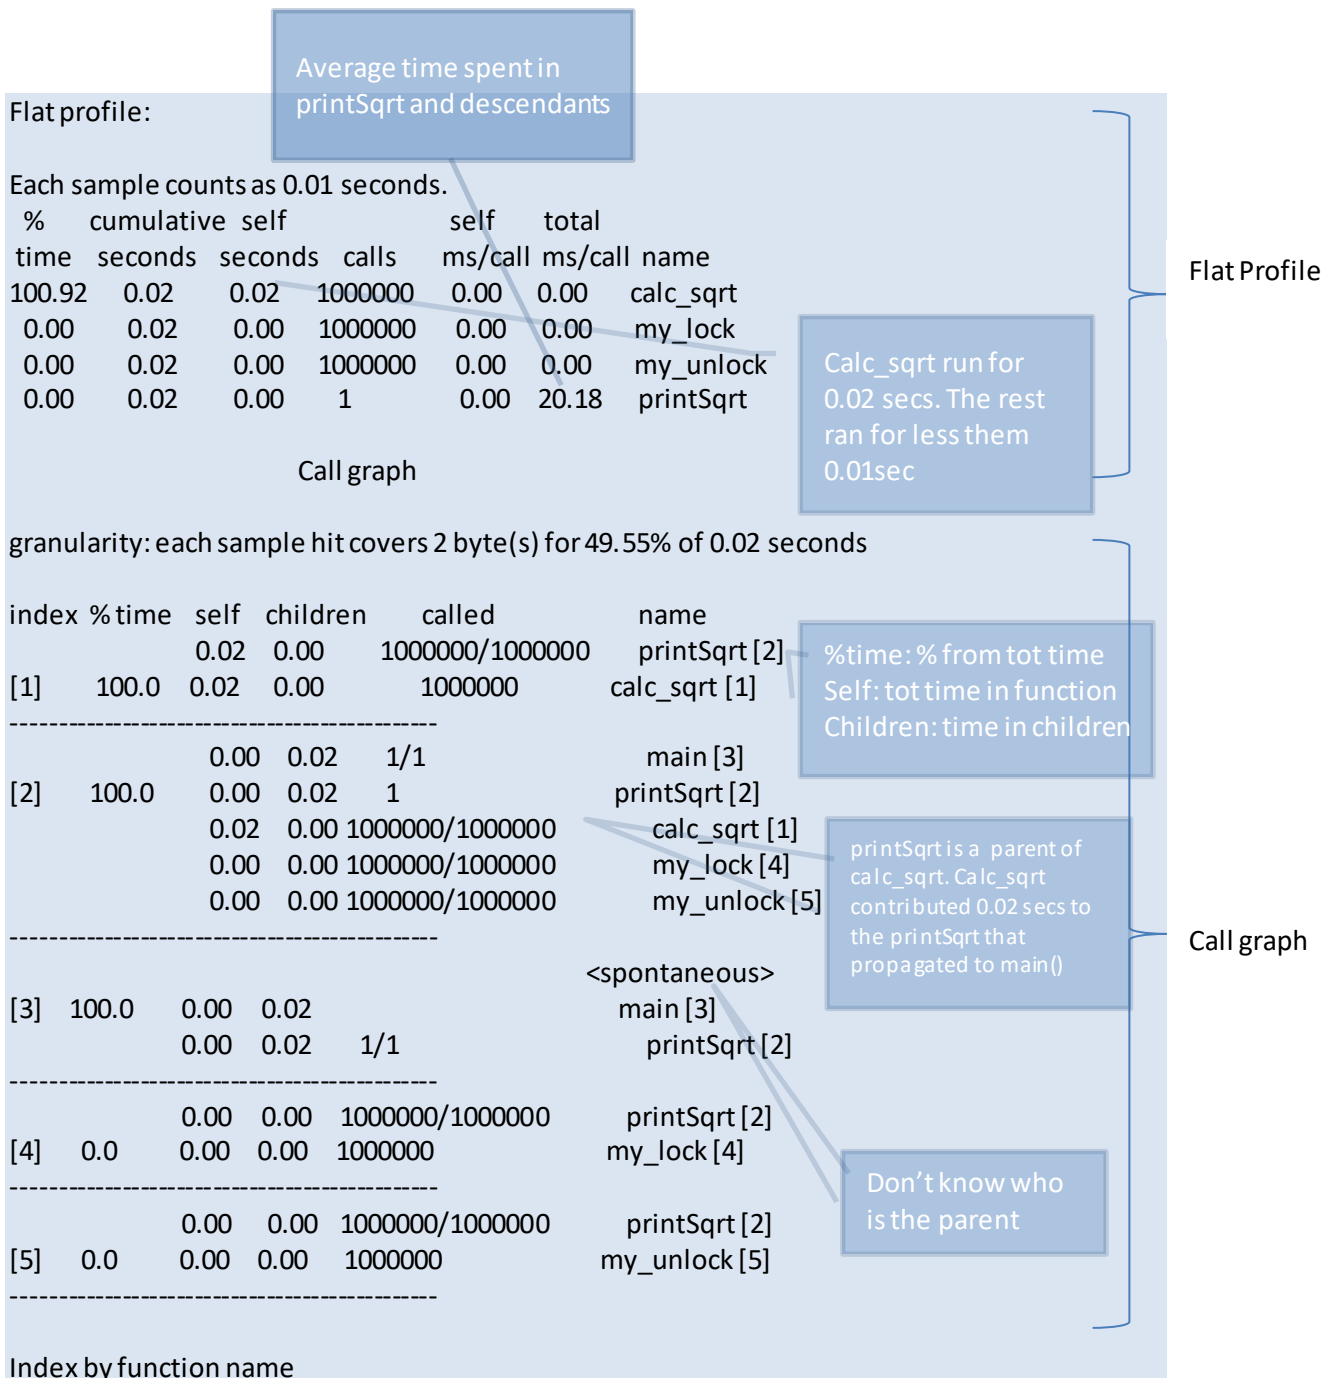 Average time spent in
printSqrt and descendants
Flat profile:
Each sample counts as 0.01 seconds.
% cumulative self self total
time seconds seconds calls ms/call ms/call name
100.92 0.02 0.02 1000000 0.00 0.00 calc_sqrt
0.00 0.02 0.00 1000000 0.00 0.00 my_lock
0.00 0.02 0.00 1000000 0.00 0.00 my_unlock
0.00 0.02 0.00 1 0.00 20.18 printSqrt
Flat Profile
Calc_sqrt run for
0.02 secs. The rest
ran for less them
0.01sec
Call graph
granularity: each sample hit covers 2 byte(s) for 49.55% of 0.02 seconds
index % time self children called name
0.02 0.00 1000000/1000000 printSqrt [2]
[1] 100.0 0.02 0.00 1000000 calc_sqrt [1]
-----------------------------------------------
%time: % from tot time
Self: tot time in function
Children: time in children
0.00 0.02 1/1 main [3]
[2] 100.0 0.00 0.02 1 printSqrt [2]
0.02 0.00 1000000/1000000 calc_sqrt [1]
0.00 0.00 1000000/1000000 my_lock [4]
0.00 0.00 1000000/1000000 my_unlock [5]
-----------------------------------------------
printSqrt is a parent of
calc_sqrt. Calc_sqrt
contributed 0.02 secs to
the printSqrt that
propagated to main()
Call graph
<spontaneous>
[3] 100.0 0.00 0.02 main [3]
0.00 0.02 1/1 printSqrt [2]
-----------------------------------------------
0.00 0.00 1000000/1000000 printSqrt [2]
[4] 0.0 0.00 0.00 1000000 my_lock [4]
-----------------------------------------------
Don't know who
is the parent
0.00 0.00 1000000/1000000 printSqrt [2]
[5] 0.0 0.00 0.00 1000000 my_unlock [5]
-----------------------------------------------
Index by function name